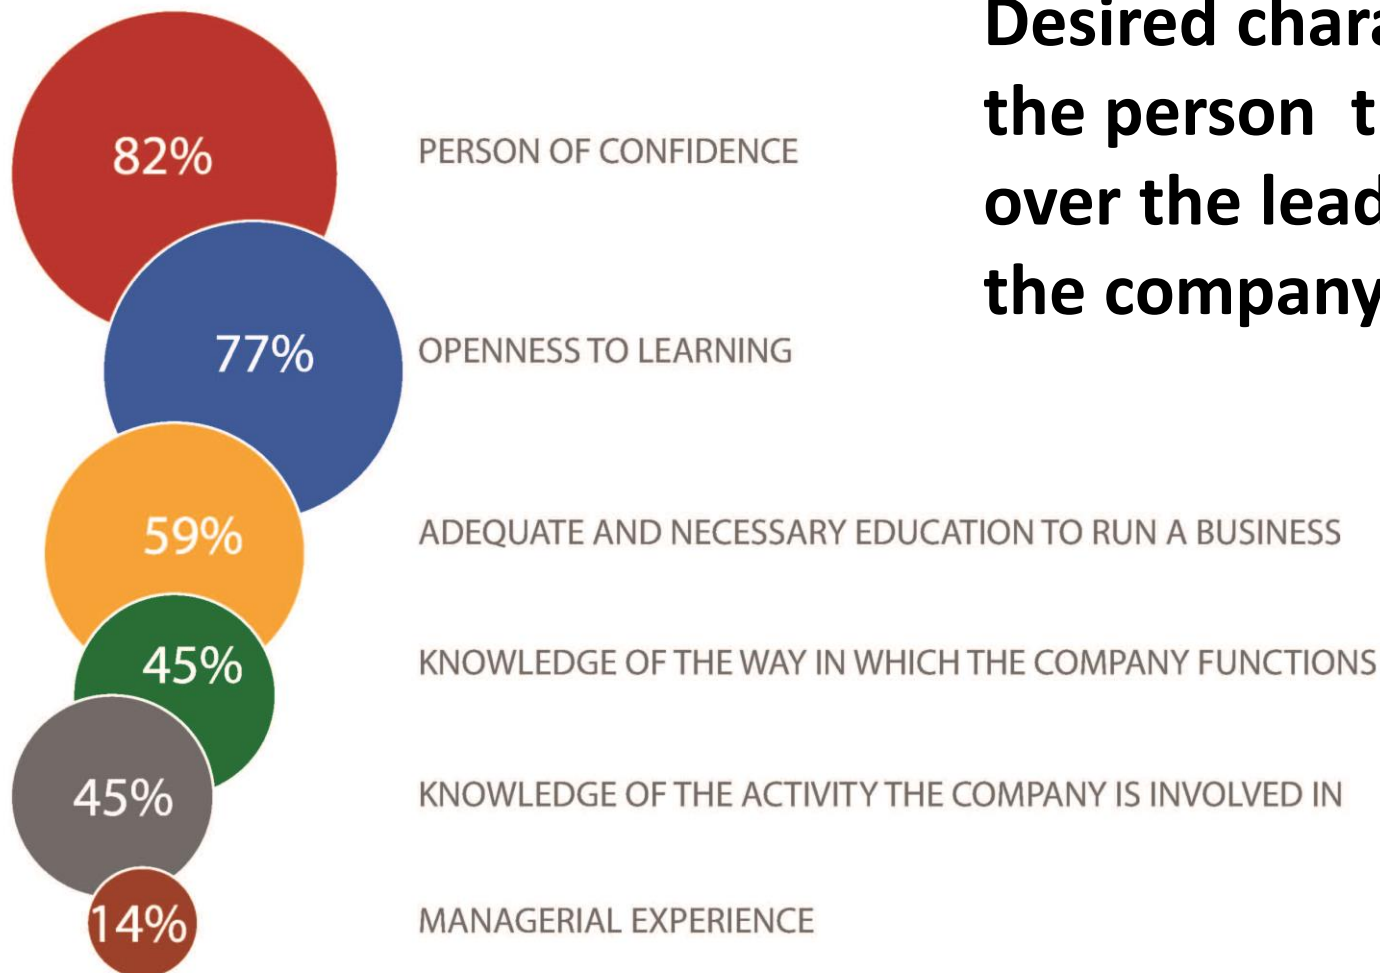 Desired chara
the person t
over the lead
the company
82%
PERSON OF CONFIDENCE
77%
OPENNESS TO LEARNING
59%
ADEQUATE AND NECESSARY EDUCATION TO RUN A BUSINESS
45%
KNOWLEDGE OF THE WAY IN WHICH THE COMPANY FUNCTIONS
45%
KNOWLEDGE OF THE ACTIVITY THE COMPANY IS INVOLVED IN
14%
MANAGERIAL EXPERIENCE